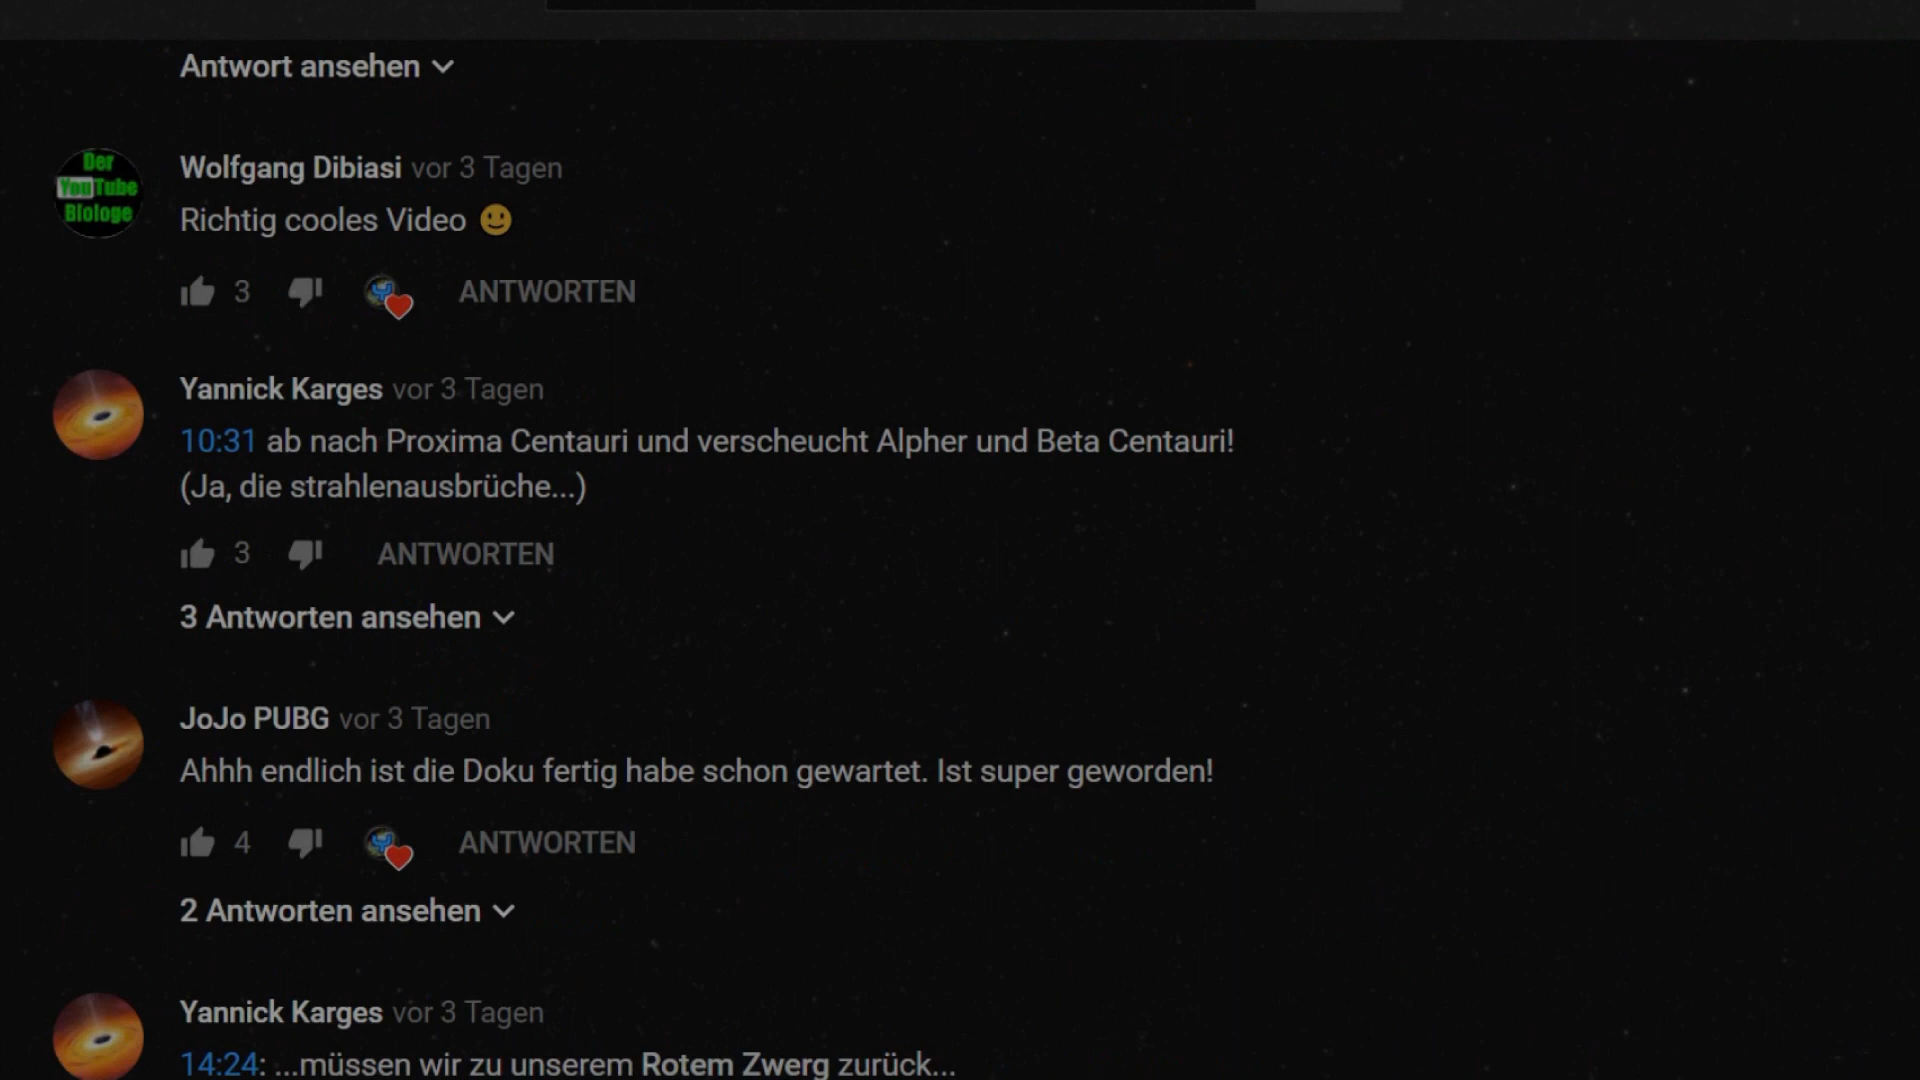 Antwort ansehen
Der
YouTube
Biologe
Wolfgang Dibiasi vor 3 Tagen
Richtig cooles Video
3 ANTWORTEN
Yannick Karges vor 3 Tagen
10:31 ab nach Proxima Centauri und verscheucht Alpher und Beta Centauri!
(Ja, die strahlenausbrüche...)
3 ANTWORTEN
3 Antworten ansehen
JoJo PUBG vor 3 Tagen
Ahhh endlich ist die Doku fertig habe schon gewartet. Ist super geworden!
4 ANTWORTEN
2 Antworten ansehen
Yannick Karges vor 3 Tagen
14:24: ...müssen wir zu unserem Rotem Zwerg zurück...